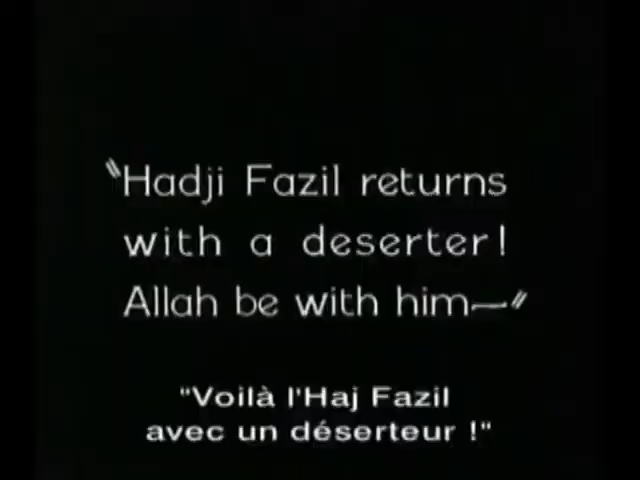 "Hadji Fazil returns
with a deserter!
Allah be with him—"
"Voilà l'Haj Fazil
avec un déserteur !"